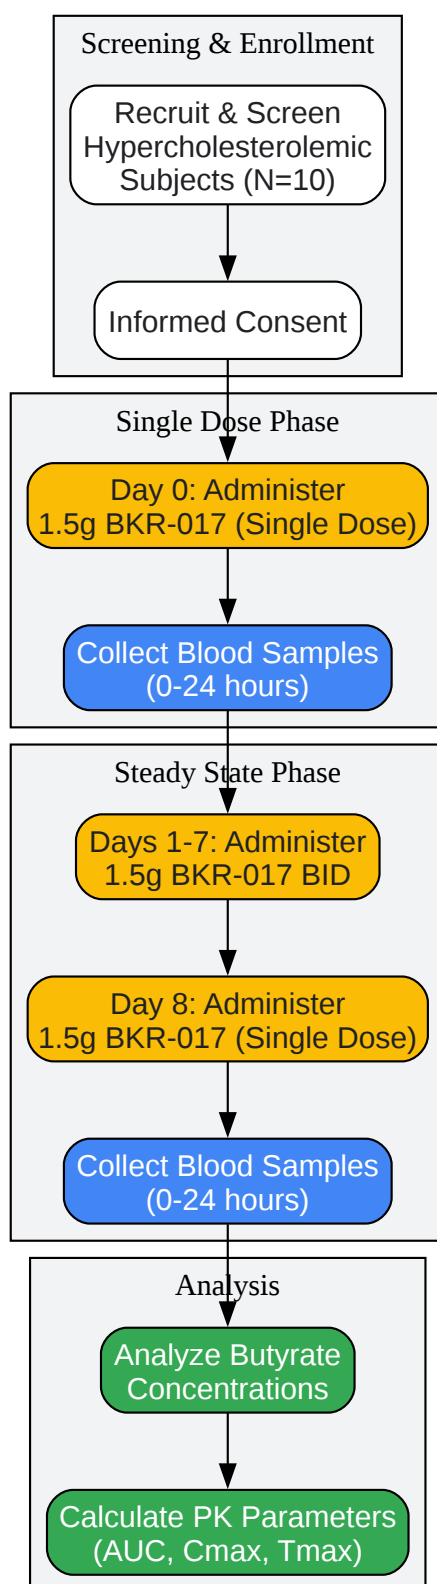 Screening & Enrollment
Recruit & Screen
Hypercholesterolemic
Subjects (N=10)
Informed Consent
Single Dose Phase
Day 0: Administer
1.5g BKR-017 (Single Dose)
Collect Blood Samples
(0-24 hours)
Steady State Phase
Days 1-7: Administer
1.5g BKR-017 BID
Day 8: Administer
1.5g BKR-017 (Single Dose)
Collect Blood Samples
(0-24 hours)
Analysis
Analyze Butyrate
Concentrations
Calculate PK Parameters
(AUC, Cmax, Tmax)